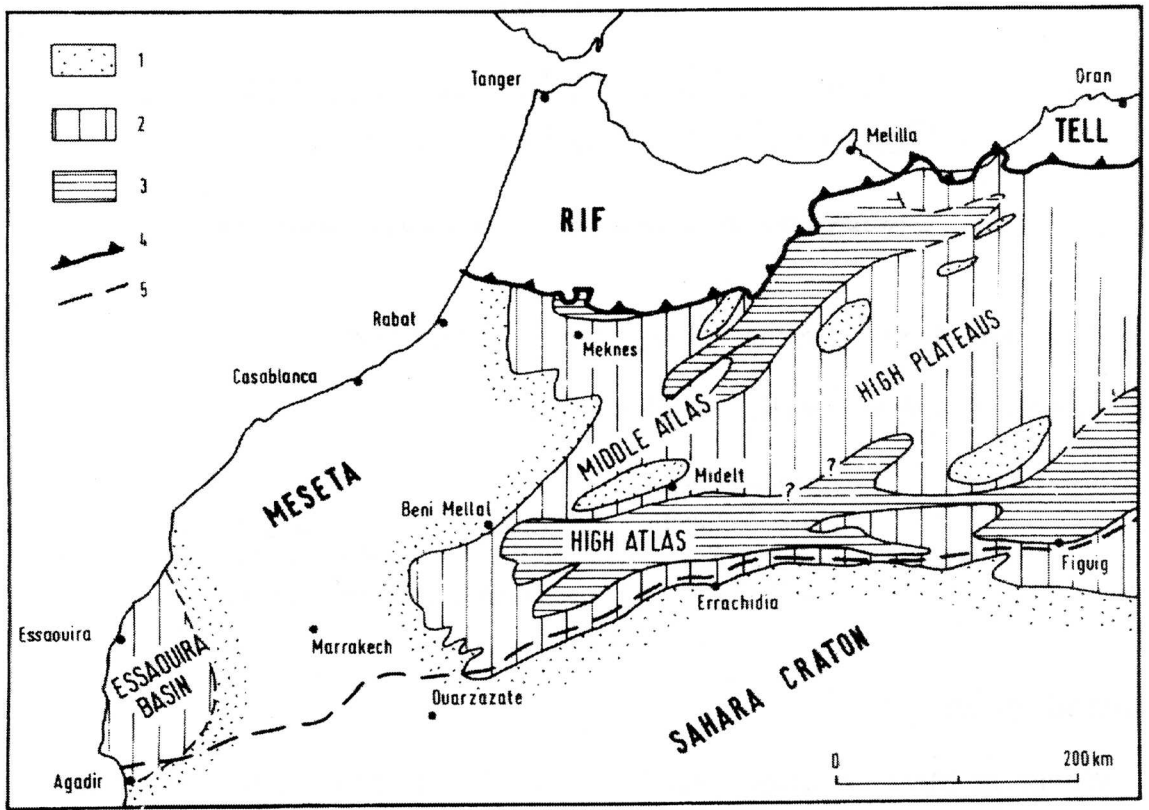 1
2
3
4
5
Tanger
Oran
TELL
Melilla
RIF
Rabat
Meknes
Casablanca
HIGH PLATEAUS
MIDDLE ATLAS
MESETA
? ?
Midelt
Beni Mellal
HIGH ATLAS
Figuig
Errachidia
Essaouira
Marrakech
ESSAOUIRA
BASIN
Ouarzazate
SAHARA CRATON
Agadir
0 200 km